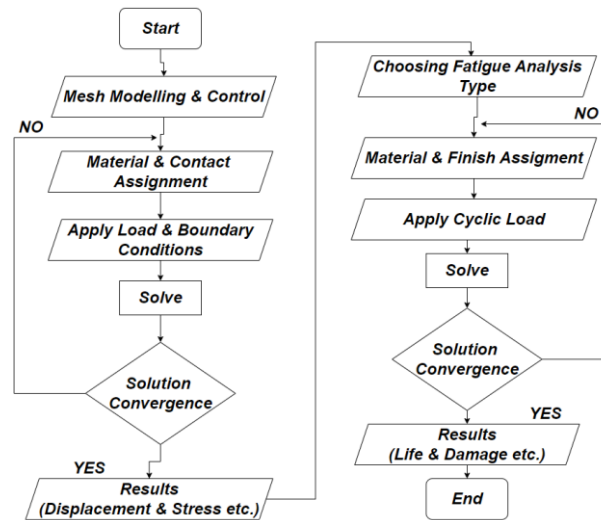 Start
Mesh Modelling & Control
NO
Material & Contact
Assignment
Apply Load & Boundary
Conditions
Solve
Solution
Convergence
YES
Results
(Displacement & Stress etc.)
Choosing Fatigue Analysis
Type
NO
Material & Finish Assigment
Apply Cyclic Load
Solve
Solution
Convergence
YES
Results
(Life & Damage etc.)
End